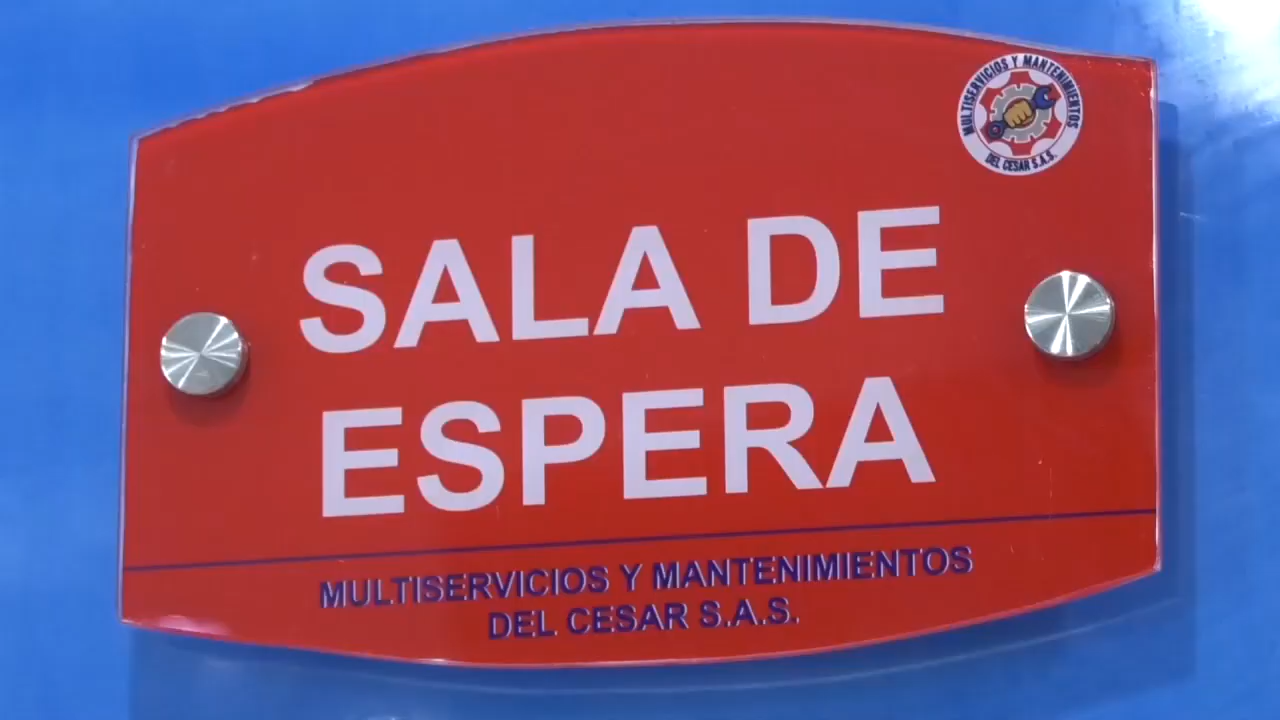 MULTISERVICIOS Y MANTENIMIENTOS
DEL CESAR S.A.S.
SALA DE
ESPERA
MULTISERVICIOS Y MANTENIMIENTOS
DEL CESAR S.A.S.